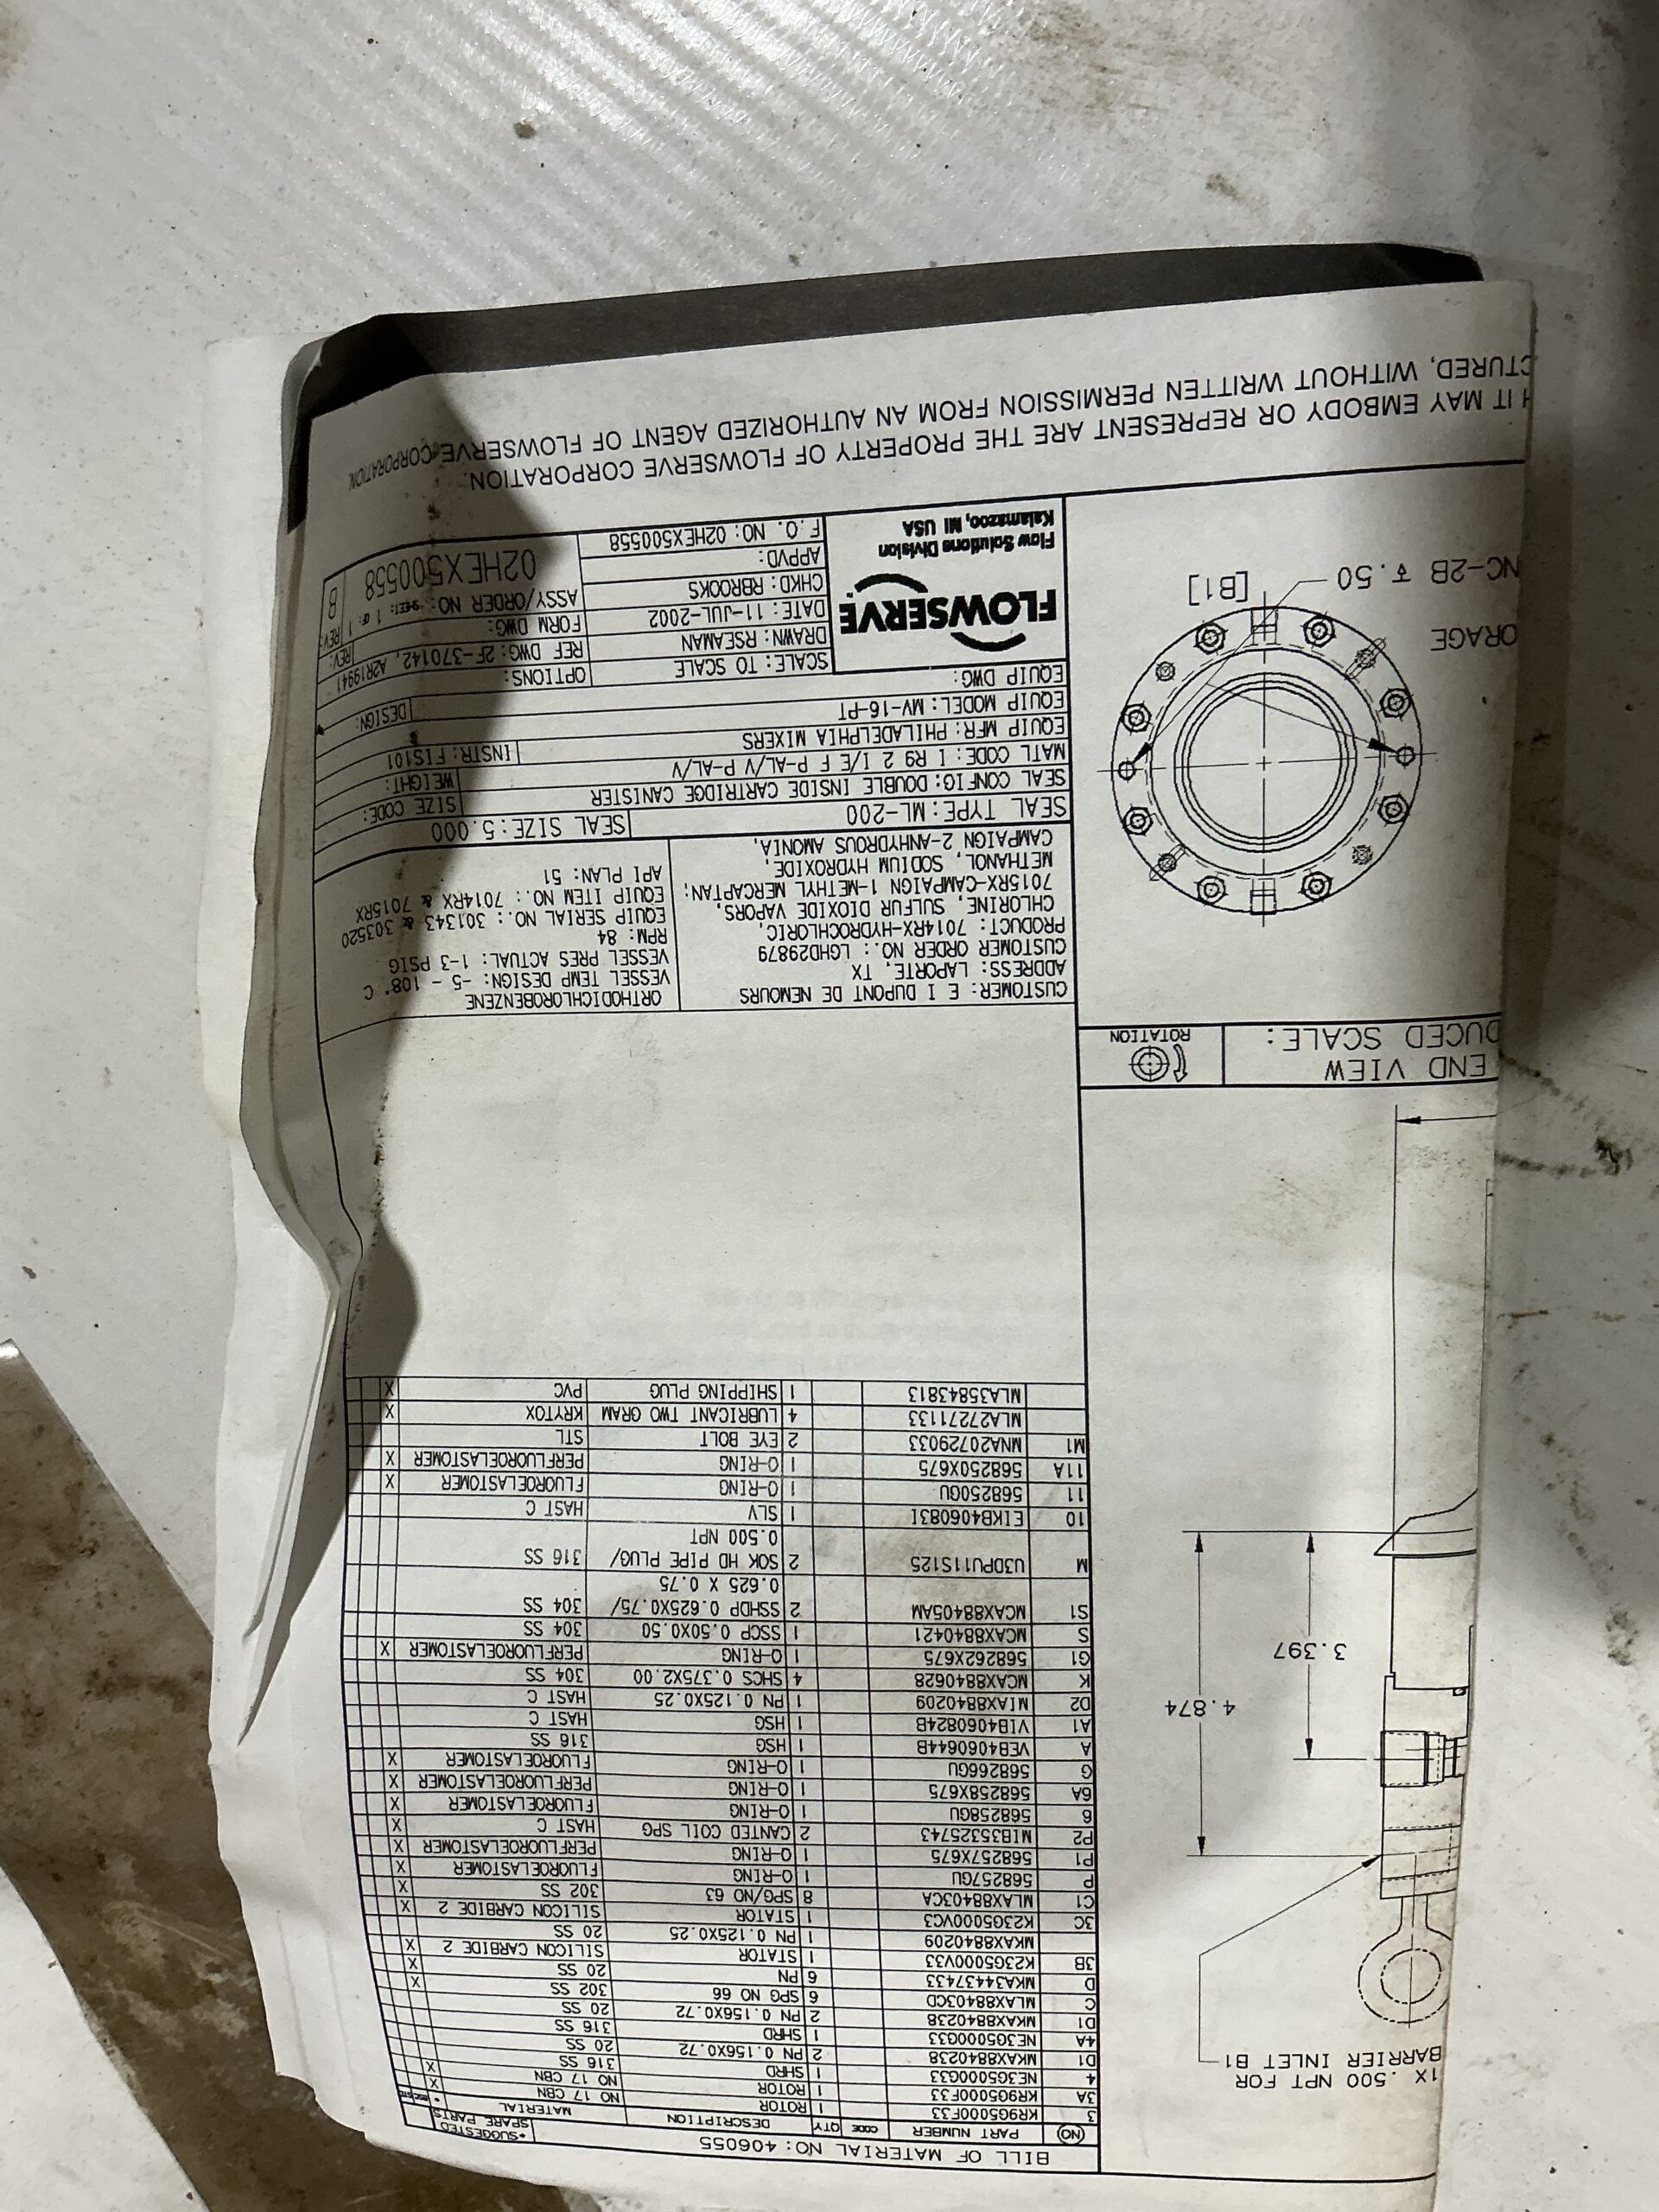 BILL OF MATERIAL NO: 406055
NO PART NUMBER CODE QTY DESCRIPTION MATERIAL *SUGGESTED SPARE PARTS
3 KR9G5000F33 1 ROTOR NO 17 CBN X
3A KR9G5000F33 1 ROTOR NO 17 CBN X
4 NE3G5000G33 1 SHRD 316 SS
D1 MKAX8840238 2 PN 0.156X0.72 20 SS
4A NE3G5000G33 1 SHRD 316 SS
D1 MKAX8840238 2 PN 0.156X0.72 20 SS
C MLAX88403CD 6 SPG NO 66 302 SS X
D MKA34437433 6 PN 20 SS X
3B K23G5000V33 1 STATOR SILICON CARBIDE 2 X
MKAX8840209 1 PN 0.125X0.25 20 SS
3C K23G5000VC3 1 STATOR SILICON CARBIDE 2 X
C1 MLAX88403CA 8 SPG/NO 63 302 SS X
P 568257GU 1 O-RING FLUOROELASTOMER X
P1 568257X675 1 O-RING PERFLUOROELASTOMER X
P2 MIB35325743 2 CANTED COIL SPG HAST C X
6 568258GU 1 O-RING FLUOROELASTOMER X
6A 568258X675 1 O-RING PERFLUOROELASTOMER X
G 568266GU 1 O-RING FLUOROELASTOMER X
A VEB4060644B 1 HSG 316 SS
A1 VIB4060824B 1 HSG HAST C
D2 MIAX8840209 1 PN 0.125X0.25 HAST C
K MCAX8840628 4 SHCS 0.375X2.00 304 SS
G1 568262X675 1 O-RING PERFLUOROELASTOMER X
S MCAX8840421 1 SSCP 0.50X0.50 304 SS
S1 MCAX88405AM 2 SSHDP 0.625X0.75/ 304 SS
0.625 X 0.75
M U3DPU11S125 2 SOK HD PIPE PLUG/ 316 SS
0.500 NPT
10 EIKB406083I 1 SLV HAST C
11 568250GU 1 O-RING FLUOROELASTOMER X
11A 568250X675 1 O-RING PERFLUOROELASTOMER X
M1 MNA20729033 2 EYE BOLT STL
MLA27271133 4 LUBRICANT TWO GRAM KRYTOX X
MLA35843813 1 SHIPPING PLUG PVC X
1X .500 NPT FOR
BARRIER INLET B1
4.874
3.397
END VIEW
DUCED SCALE:
ROTATION
ORAGE
NC-2B ↧.50
[B1]
CUSTOMER: E I DUPONT DE NEMOURS
ADDRESS: LAPORTE, TX
CUSTOMER ORDER NO.: LGHD29879
PRODUCT: 7014RX-HYDROCHLORIC,
CHLORINE, SULFUR DIOXIDE VAPORS,
7015RX-CAMPAIGN 1-METHYL MERCAPTAN;
METHANOL, SODIUM HYDROXIDE,
CAMPAIGN 2-ANHYDROUS AMONIA,
ORTHODICHLOROBENZENE
VESSEL TEMP DESIGN: -5 - 108° C
VESSEL PRES ACTUAL: 1-3 PSIG
RPM: 84
EQUIP SERIAL NO.: 301343 & 303520
EQUIP ITEM NO.: 7014RX & 7015RX
API PLAN: 51
SEAL TYPE: ML-200
SEAL SIZE: 5.000
SEAL CONFIG: DOUBLE INSIDE CARTRIDGE CANISTER
SIZE CODE:
MATL CODE: I R9 2 I/E F P-AL/V P-AL/V
WEIGHT:
EQUIP MFR: PHILADELPHIA MIXERS
INSTR: FIS101
EQUIP MODEL: MV-16-PT
EQUIP DWG:
DESIGN:
FLOWSERVE
Flow Solutions Division
Kalamazoo, MI USA
SCALE: TO SCALE
DRAWN: RSEAMAN
DATE: 11-JUL-2002
CHKD: RBROOKS
APPVD:
F.O. NO: 02HEX500558
OPTIONS:
REF DWG: 2F-370142, A2R19941
FORM DWG: REV:
ASSY/ORDER NO: SHEET: 1 OF 1 REV:
02HEX500558 B
H IT MAY EMBODY OR REPRESENT ARE THE PROPERTY OF FLOWSERVE CORPORATION.
CTURED, WITHOUT WRITTEN PERMISSION FROM AN AUTHORIZED AGENT OF FLOWSERVE CORPORATION.